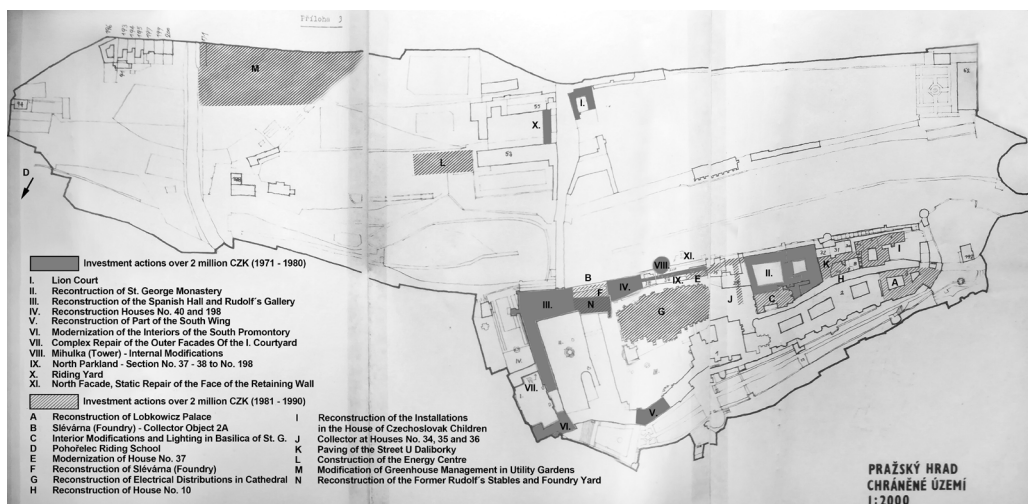 Příloha 3
M
I.
X.
L
D
XI.
VIII.
B
IX.
E
IV.
F
III.
N
II.
K
I
H
C
A
J
G
VII.
VI.
V.
Investment actions over 2 million CZK (1971 - 1980)
I. Lion Court
II. Recontruction of St. George Monastery
III. Reconstruction of the Spanish Hall and Rudolf´s Gallery
IV. Reconstruction Houses No. 40 and 198
V. Reconstruction of Part of the South Wing
VI. Modernization of the Interiors of the South Promontory
VII. Complex Repair of the Outer Facades Of the I. Courtyard
VIII. Mihulka (Tower) - Internal Modifications
IX. North Parkland - Section No. 37 - 38 to No. 198
X. Riding Yard
XI. North Facade, Static Repair of the Face of the Retaining Wall
Investment actions over 2 million CZK (1981 - 1990)
A Reconstruction of Lobkowicz Palace
B Slévárna (Foundry) - Collector Object 2A
C Interior Modifications and Lighting in Basilica of St. G.
D Pohořelec Riding School
E Modernization of House No. 37
F Reconstruction of Slévárna (Foundry)
G Reconstruction of Electrical Distributions in Cathedral
H Reconstruction of House No. 10
I Reconstruction of the Installations
in the House of Czechoslovak Children
J Collector at Houses No. 34, 35 and 36
K Paving of the Street U Daliborky
L Construction of the Energy Centre
M Modification of Greenhouse Management in Utility Gardens
N Reconstruction of the Former Rudolf´s Stables and Foundry Yard
PRAŽSKÝ HRAD
CHRÁNĚNÉ ÚZEMÍ
1:2000